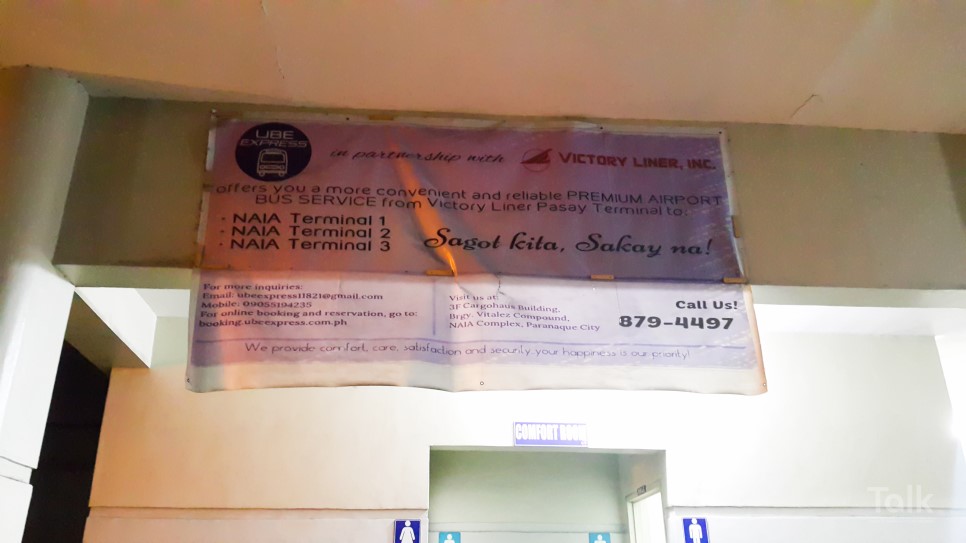 UBE
EXPRESS
in partnership with
VICTORY LINER, INC.
offers you a more convenient and reliable PREMIUM AIRPORT
BUS SERVICE from Victory Liner Pasay Terminal to:
· NAIA Terminal 1
· NAIA Terminal 2
· NAIA Terminal 3
Sagot kita, Sakay na!
For more inquiries:
Email: ubeexpress11821@gmail.com
Mobile: 09055194235
For online booking and reservation, go to:
booking.ubeexpress.com.ph
Visit us at:
3F Cargohaus Building,
Brgy. Vitalez Compound,
NAIA Complex, Paranaque City
Call Us!
879-4497
We provide comfort, care, satisfaction and security, your happiness is our priority!
COMFORT ROOM
Talk